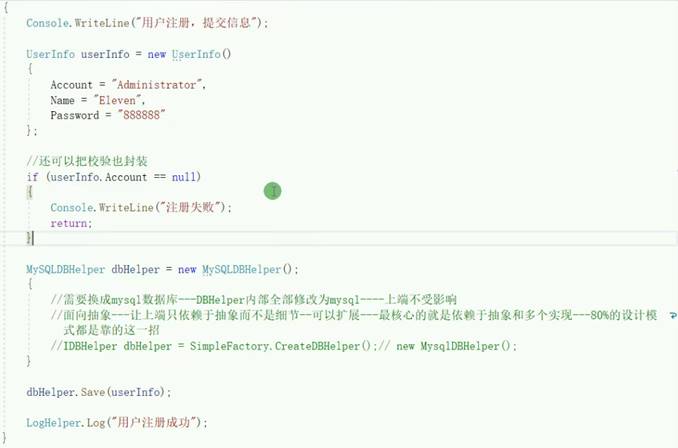 {
Console.WriteLine("用户注册，提交信息");
UserInfo userInfo = new UserInfo()
{
Account = "Administrator",
Name = "Eleven",
Password = "888888"
};
//还可以把校验也封装
if (userInfo.Account == null)
{
Console.WriteLine("注册失败");
return;
}
MySQLDBHelper dbHelper = new MySQLDBHelper();
{
//需要换成mysql数据库---DBHelper内部全部修改为mysql----上端不受影响
//面向抽象---让上端只依赖于抽象而不是细节--可以扩展---最核心的就是依赖于抽象和多个实现---80%的设计模
式都是靠的这一招
//IDBHelper dbHelper = SimpleFactory.CreateDBHelper();// new MysqlDBHelper();
}
dbHelper.Save(userInfo);
LogHelper.Log("用户注册成功");
}